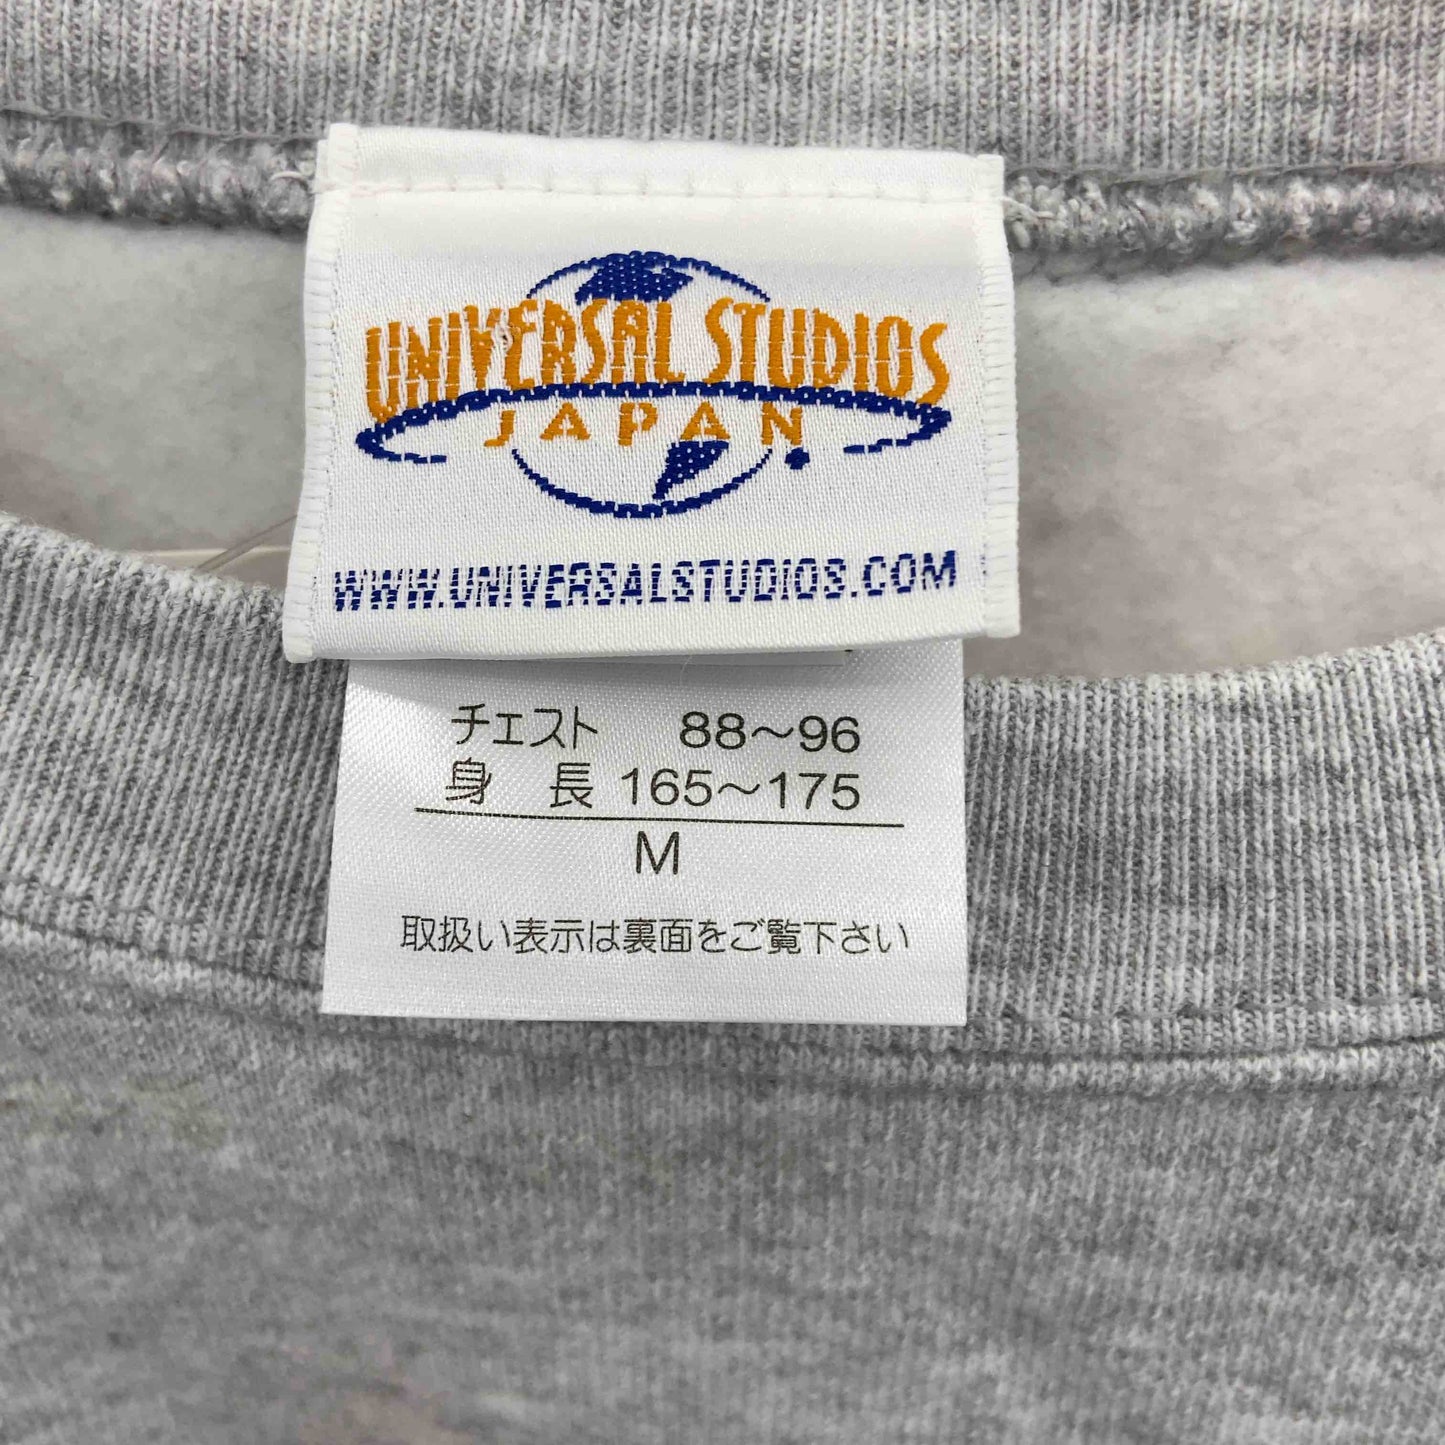 UNIVERSAL STUDIOS
JAPAN
WWW.UNIVERSALSTUDIOS.COM
チェスト 88～96
身 長 165～175
M
取扱い表示は裏面をご覧下さい